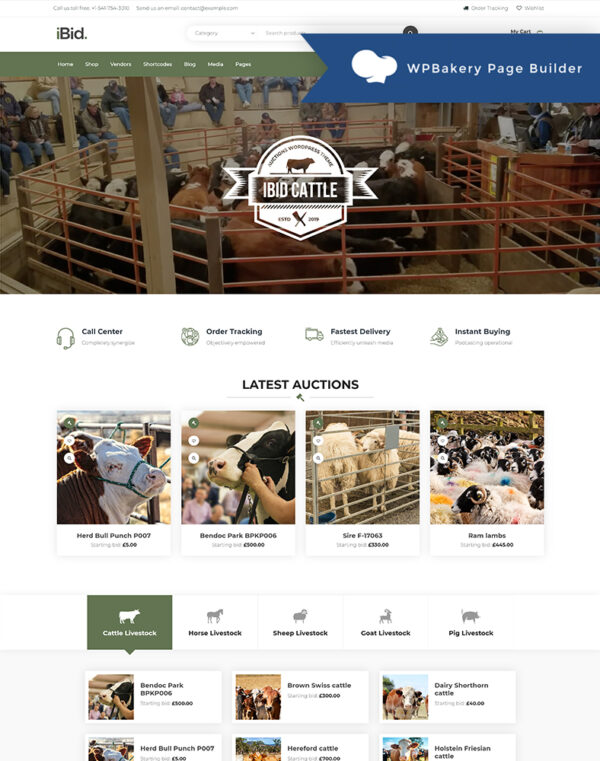 Call us toll free: +1-541-754-3010 Send us an email: contact@example.com
Order Tracking Wishlist
iBid.
Category
Search products
My Cart
Home Shop Vendors Shortcodes Blog Media Pages
WPBakery Page Builder
AUCTIONS WORDPRESS THEME
IBID CATTLE
ESTD 2019
Call Center
Completely synergize
Order Tracking
Objectively empowered
Fastest Delivery
Efficiently unleash media
Instant Buying
Podcasting operational
LATEST AUCTIONS
Herd Bull Punch P007
Starting bid: £5.00
Bendoc Park BPKP006
Starting bid: £500.00
Sire F-17063
Starting bid: £330.00
Ram lambs
Starting bid: £445.00
Cattle Livestock
Horse Livestock
Sheep Livestock
Goat Livestock
Pig Livestock
Bendoc Park
BPKP006
Starting bid: £500.00
Brown Swiss cattle
Starting bid: £300.00
Dairy Shorthorn
cattle
Starting bid: £40.00
Herd Bull Punch P007
Starting bid: £5.00
Hereford cattle
Starting bid: £700.00
Holstein Friesian
cattle